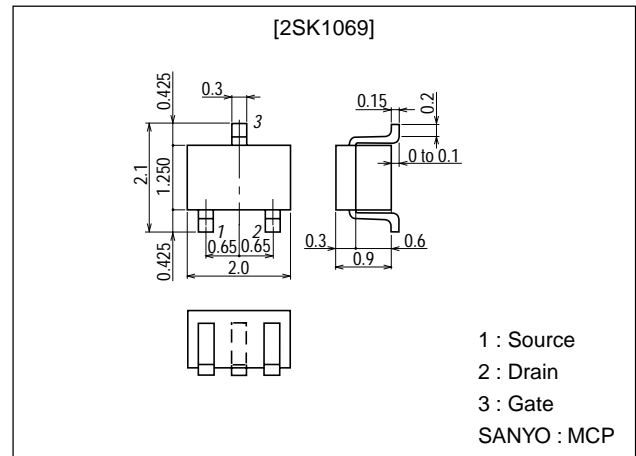 [2SK1069]
0.425
0.3
3
0.15
0.2
2.1
1.250
0 to 0.1
1
2
0.65
0.65
0.425
2.0
0.3
0.6
0.9
1 : Source
2 : Drain
3 : Gate
SANYO : MCP